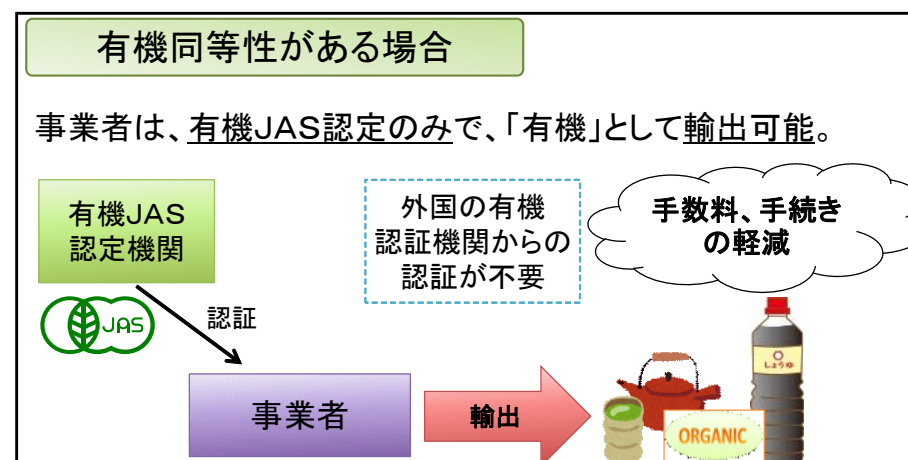 有機同等性がある場合
事業者は、有機JAS認定のみで、「有機」として輸出可能。
有機JAS
認定機関
外国の有機
認証機関からの
認証が不要
手数料、手続き
の軽減
JAS
認証
事業者
輸出
しょうゆ
ORGANIC